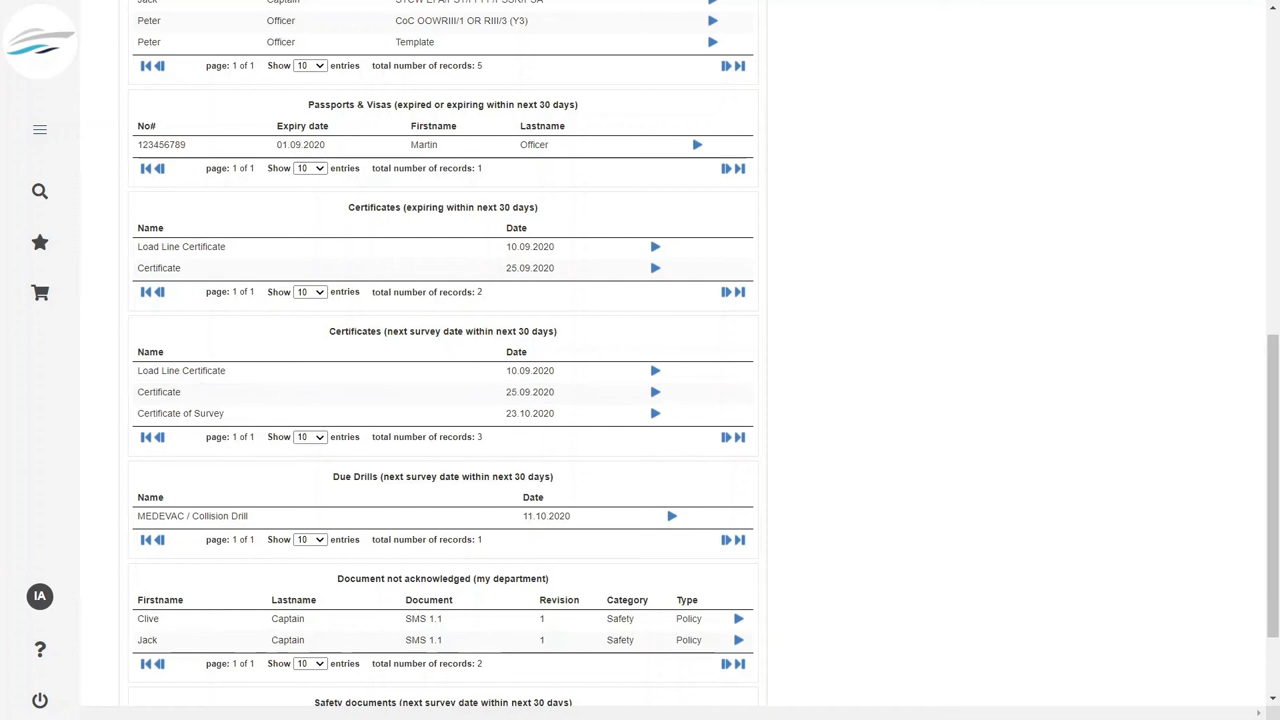 Peter Officer CoC OOWRIII/1 OR RIII/3 (Y3)
Peter Officer Template
page: 1 of 1 Show 10 entries total number of records: 5
Passports & Visas (expired or expiring within next 30 days)
No# Expiry date Firstname Lastname
123456789 01.09.2020 Martin Officer
page: 1 of 1 Show 10 entries total number of records: 1
Certificates (expiring within next 30 days)
Name Date
Load Line Certificate 10.09.2020
Certificate 25.09.2020
page: 1 of 1 Show 10 entries total number of records: 2
Certificates (next survey date within next 30 days)
Name Date
Load Line Certificate 10.09.2020
Certificate 25.09.2020
Certificate of Survey 23.10.2020
page: 1 of 1 Show 10 entries total number of records: 3
Due Drills (next survey date within next 30 days)
Name Date
MEDEVAC / Collision Drill 11.10.2020
page: 1 of 1 Show 10 entries total number of records: 1
Document not acknowledged (my department)
IA
Firstname Lastname Document Revision Category Type
Clive Captain SMS 1.1 1 Safety Policy
Jack Captain SMS 1.1 1 Safety Policy
page: 1 of 1 Show 10 entries total number of records: 2
Safety documents (next survey date within next 30 days)